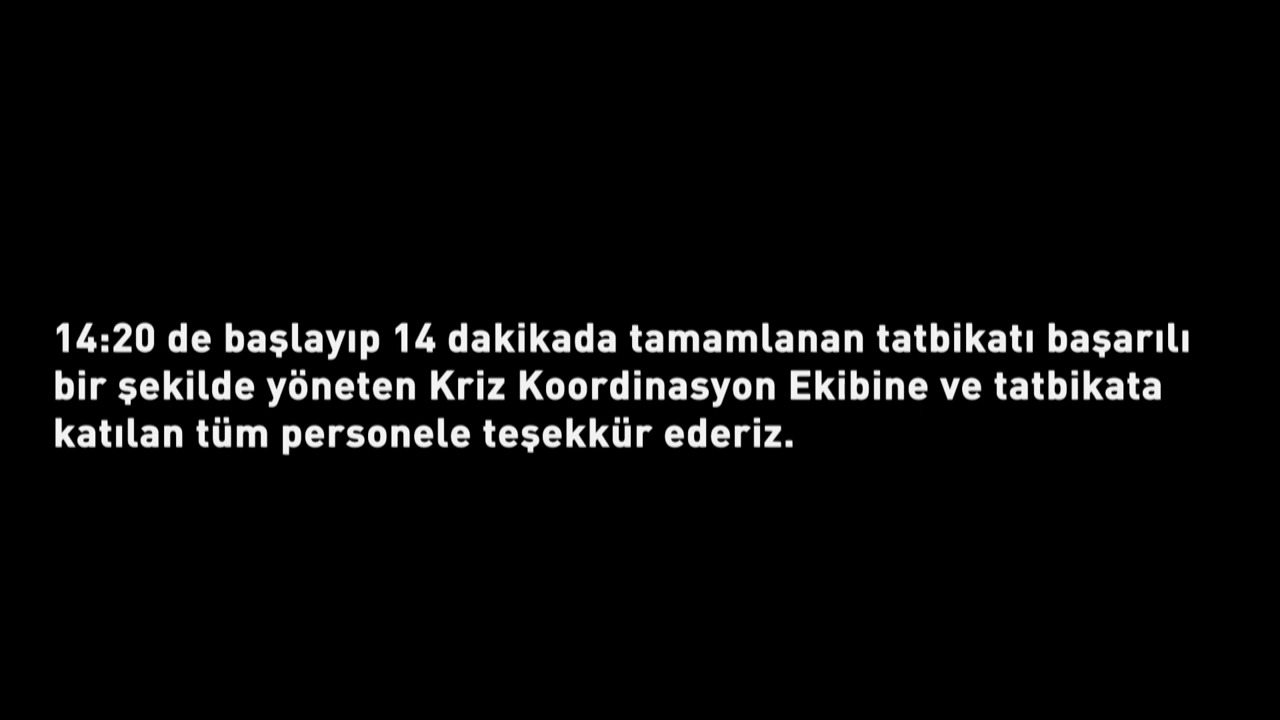 14:20 de başlayıp 14 dakikada tamamlanan tatbikatı başarılı
bir şekilde yöneten Kriz Koordinasyon Ekibine ve tatbikata
katılan tüm personele teşekkür ederiz.